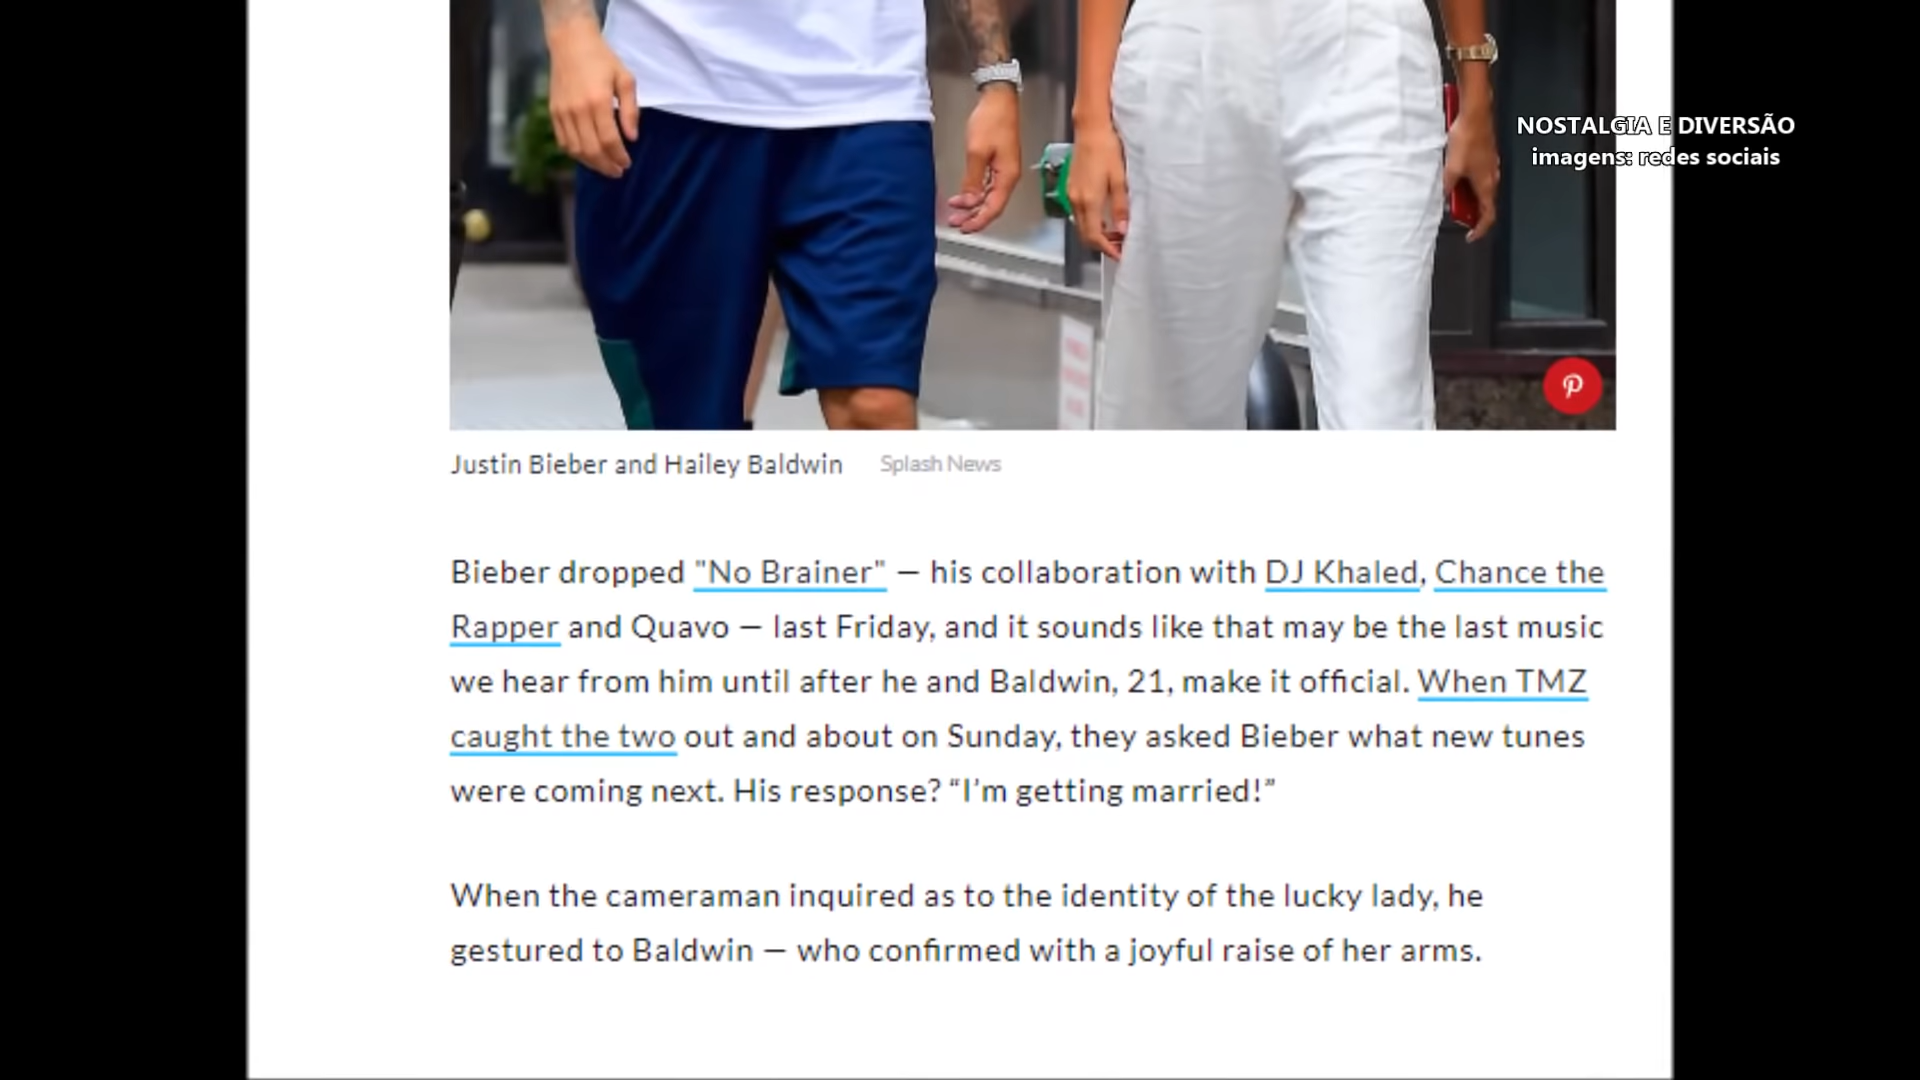 NOSTALGIA E DIVERSÃO
imagens: redes sociais
Justin Bieber and Hailey Baldwin Splash News
Bieber dropped "No Brainer" — his collaboration with DJ Khaled, Chance the
Rapper and Quavo — last Friday, and it sounds like that may be the last music
we hear from him until after he and Baldwin, 21, make it official. When TMZ
caught the two out and about on Sunday, they asked Bieber what new tunes
were coming next. His response? “I’m getting married!”
When the cameraman inquired as to the identity of the lucky lady, he
gestured to Baldwin — who confirmed with a joyful raise of her arms.